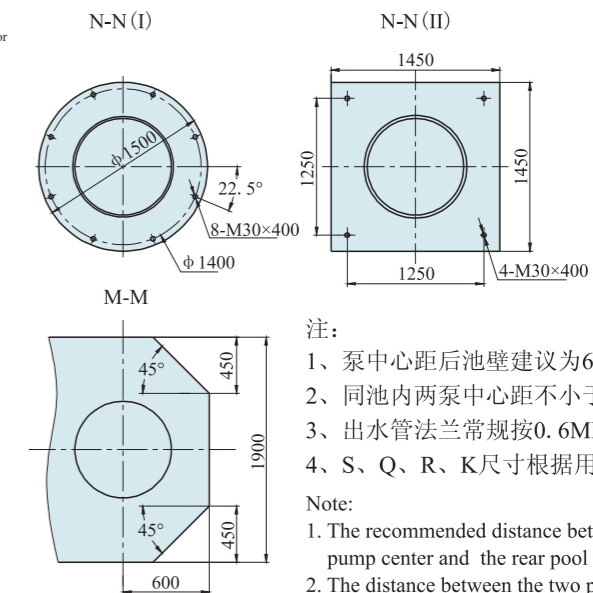 N-N(I)
N-N(II)
1450
φ1500
22.5°
8-M30×400
φ1400
1250
1450
1250
4-M30×400
M-M
45°
450
1900
45°
450
600
注:
1、泵中心距后池壁建议为6
2、同池内两泵中心距不小于
3、出水管法兰常规按0.6M
4、S、Q、R、K尺寸根据用
Note:
1. The recommended distance bet
pump center and the rear pool
2. The distance between the two p